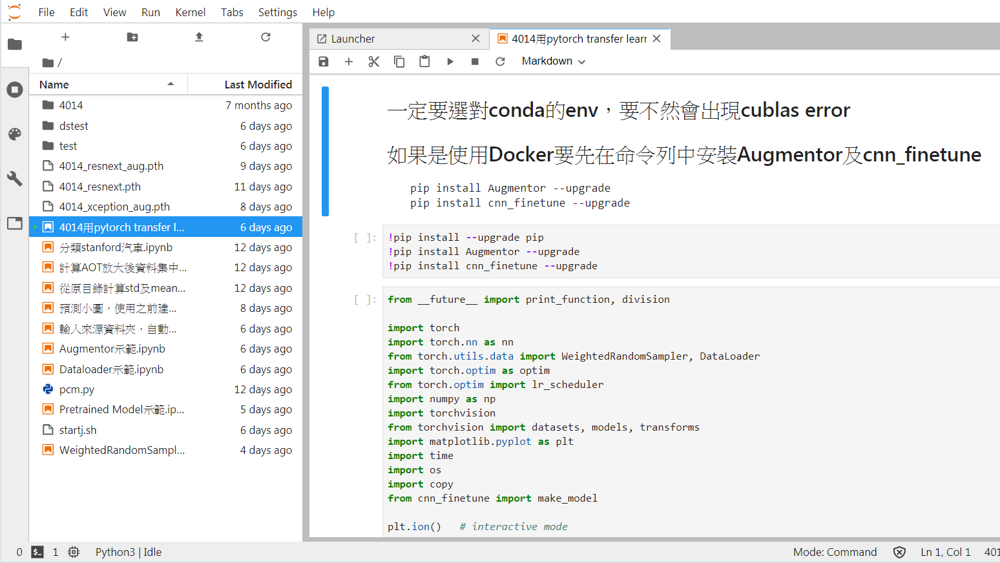 File Edit View Run Kernel Tabs Settings Help
/
Name Last Modified
4014 7 months ago
dstest 6 days ago
test 6 days ago
4014_resnext_aug.pth 9 days ago
4014_resnext.pth 11 days ago
4014_xception_aug.pth 8 days ago
4014用pytorch transfer l... 6 days ago
分類stanford汽車.ipynb 12 days ago
計算AOT放大後資料集中... 12 days ago
從原目錄計算std及mean... 12 days ago
預測小圖，使用之前建... 8 days ago
輸入來源資料夾，自動... 6 days ago
Augmentor示範.ipynb 6 days ago
Dataloader示範.ipynb 6 days ago
pcm.py 12 days ago
Pretrained Model示範.ip... 5 days ago
startj.sh 6 days ago
WeightedRandomSampl... 4 days ago
Launcher 4014用pytorch transfer learn
Markdown
一定要選對conda的env，要不然會出現cublas error
如果是使用Docker要先在命令列中安裝Augmentor及cnn_finetune
pip install Augmentor --upgrade
pip install cnn_finetune --upgrade
[ ]: !pip install --upgrade pip
!pip install Augmentor --upgrade
!pip install cnn_finetune --upgrade
[ ]: from __future__ import print_function, division
import torch
import torch.nn as nn
from torch.utils.data import WeightedRandomSampler, DataLoader
import torch.optim as optim
from torch.optim import lr_scheduler
import numpy as np
import torchvision
from torchvision import datasets, models, transforms
import matplotlib.pyplot as plt
import time
import os
import copy
from cnn_finetune import make_model
plt.ion()   # interactive mode
0 $_ 1 Python3 | Idle Mode: Command Ln 1, Col 1 401